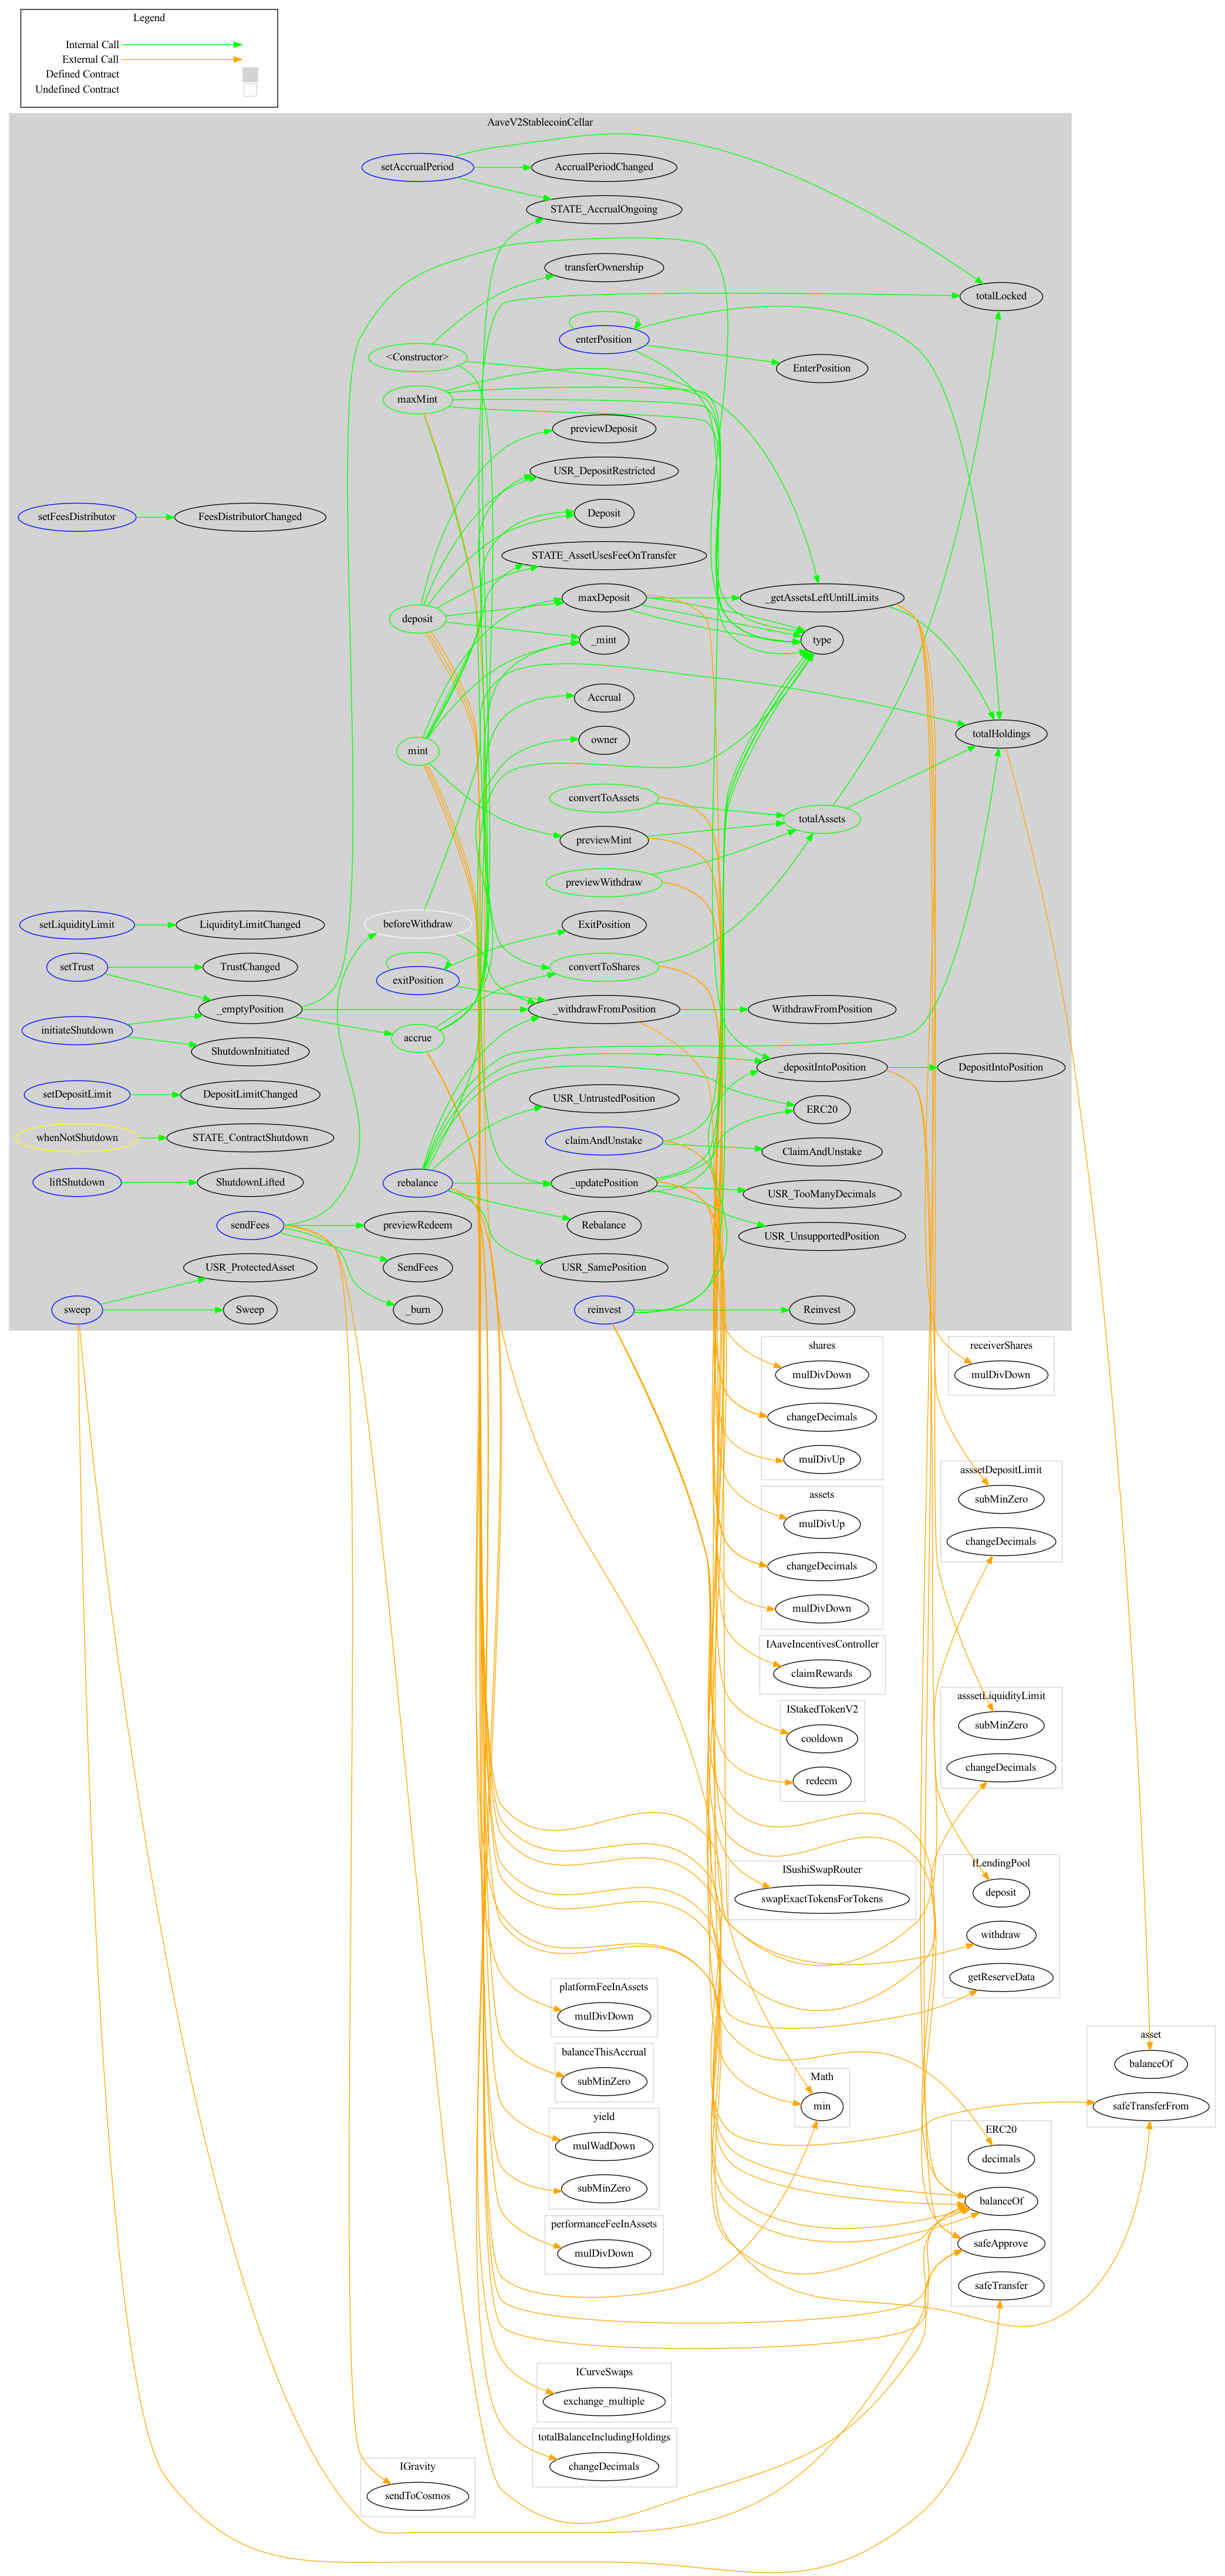 Legend
Internal Call
External Call
Defined Contract
Undefined Contract
AaveV2StablecoinCellar
setAccrualPeriod
AccrualPeriodChanged
STATE_AccrualOngoing
transferOwnership
totalLocked
enterPosition
<Constructor>
EnterPosition
maxMint
previewDeposit
USR_DepositRestricted
setFeesDistributor
FeesDistributorChanged
Deposit
STATE_AssetUsesFeeOnTransfer
maxDeposit
_getAssetsLeftUntilLimits
deposit
_mint
type
Accrual
mint
owner
totalHoldings
convertToAssets
totalAssets
previewMint
previewWithdraw
setLiquidityLimit
LiquidityLimitChanged
beforeWithdraw
ExitPosition
setTrust
TrustChanged
exitPosition
convertToShares
_emptyPosition
_withdrawFromPosition
WithdrawFromPosition
initiateShutdown
ShutdownInitiated
accrue
_depositIntoPosition
DepositIntoPosition
setDepositLimit
DepositLimitChanged
USR_UntrustedPosition
ERC20
whenNotShutdown
STATE_ContractShutdown
claimAndUnstake
ClaimAndUnstake
liftShutdown
ShutdownLifted
rebalance
_updatePosition
USR_TooManyDecimals
sendFees
previewRedeem
Rebalance
USR_UnsupportedPosition
USR_ProtectedAsset
SendFees
USR_SamePosition
sweep
Sweep
_burn
reinvest
Reinvest
shares
mulDivDown
changeDecimals
mulDivUp
receiverShares
mulDivDown
assets
mulDivUp
changeDecimals
mulDivDown
asssetDepositLimit
subMinZero
changeDecimals
IAaveIncentivesController
claimRewards
asssetLiquidityLimit
subMinZero
changeDecimals
IStakedTokenV2
cooldown
redeem
ISushiSwapRouter
swapExactTokensForTokens
ILendingPool
deposit
withdraw
getReserveData
platformFeeInAssets
mulDivDown
balanceThisAccrual
subMinZero
asset
balanceOf
safeTransferFrom
Math
min
yield
mulWadDown
subMinZero
ERC20
decimals
balanceOf
safeApprove
safeTransfer
performanceFeeInAssets
mulDivDown
ICurveSwaps
exchange_multiple
totalBalanceIncludingHoldings
changeDecimals
IGravity
sendToCosmos